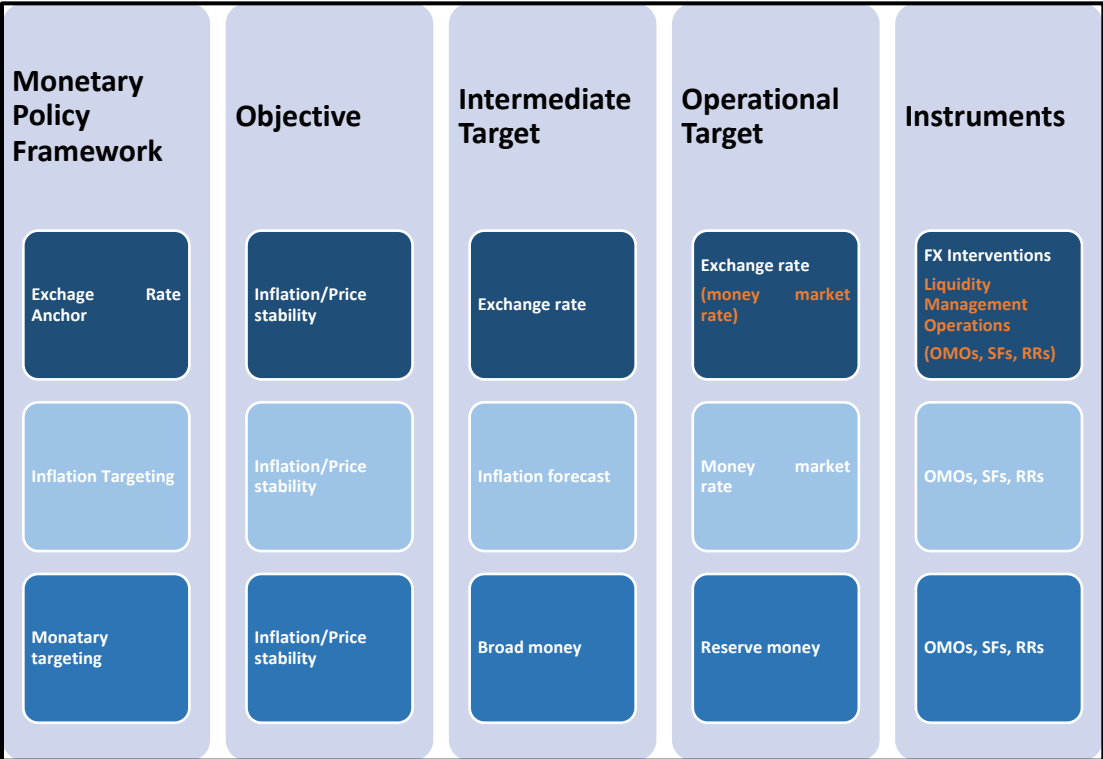 Monetary
Policy
Framework
Objective
Intermediate
Target
Operational
Target
Instruments
Exchage Rate
Anchor
Inflation/Price
stability
Exchange rate
Exchange rate
(money market
rate)
FX Interventions
Liquidity
Management
Operations
(OMOs, SFs, RRs)
Inflation Targeting
Inflation/Price
stability
Inflation forecast
Money market
rate
OMOs, SFs, RRs
Monatary
targeting
Inflation/Price
stability
Broad money
Reserve money
OMOs, SFs, RRs